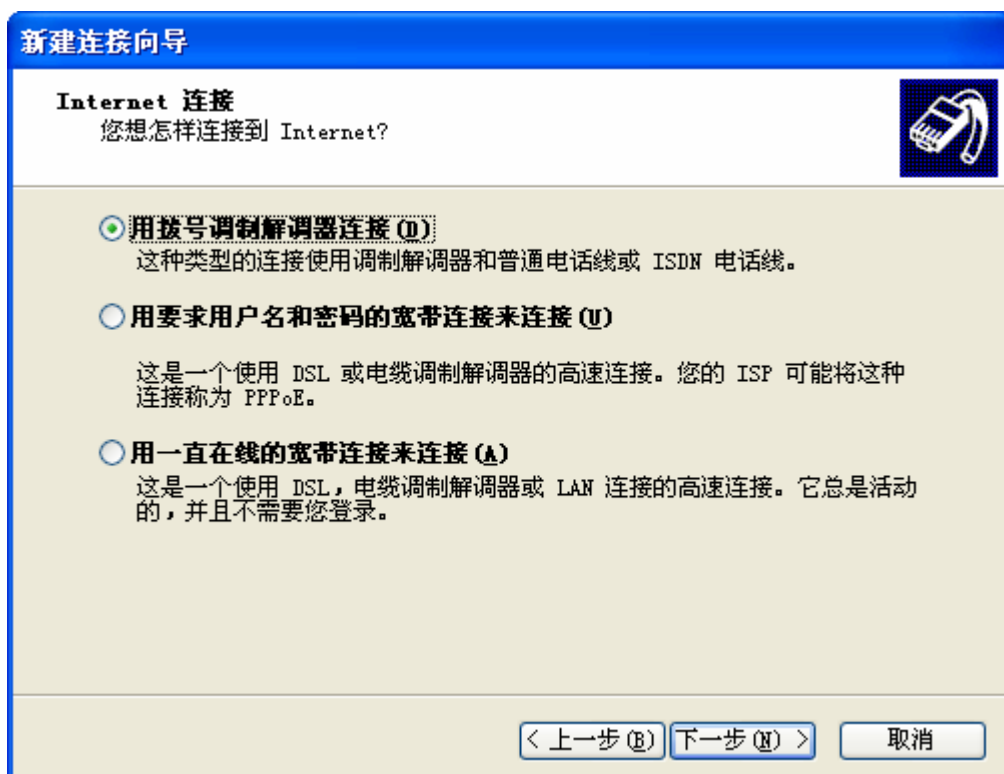 新建连接向导
Internet 连接
您想怎样连接到 Internet?
用拨号调制解调器连接(D)
这种类型的连接使用调制解调器和普通电话线或 ISDN 电话线。
用要求用户名和密码的宽带连接来连接(U)
这是一个使用 DSL 或电缆调制解调器的高速连接。您的 ISP 可能将这种
连接称为 PPPoE。
用一直在线的宽带连接来连接(A)
这是一个使用 DSL，电缆调制解调器或 LAN 连接的高速连接。它总是活动
的，并且不需要您登录。
< 上一步(B) 下一步(N) > 取消